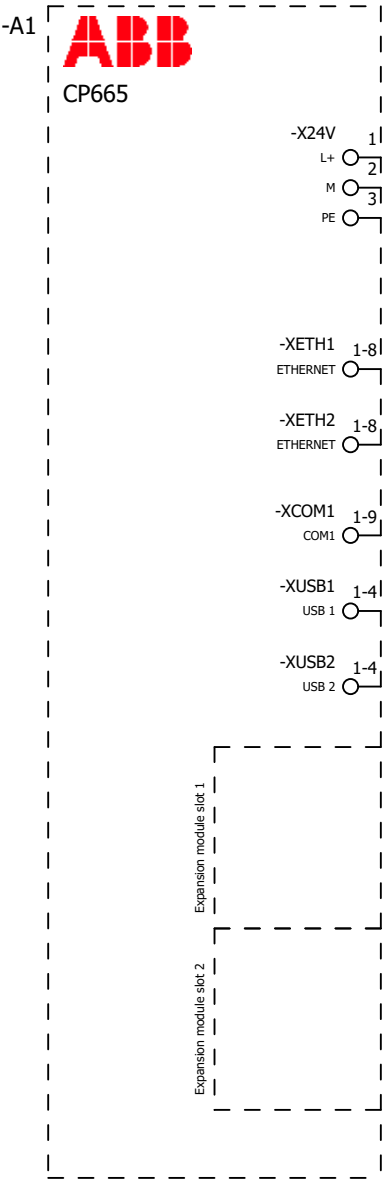 -A1
ABB
CP665
-X24V 1
L+
2
M
3
PE
-XETH1 1-8
ETHERNET
-XETH2 1-8
ETHERNET
-XCOM1 1-9
COM1
-XUSB1 1-4
USB 1
-XUSB2 1-4
USB 2
Expansion module slot 1
Expansion module slot 2